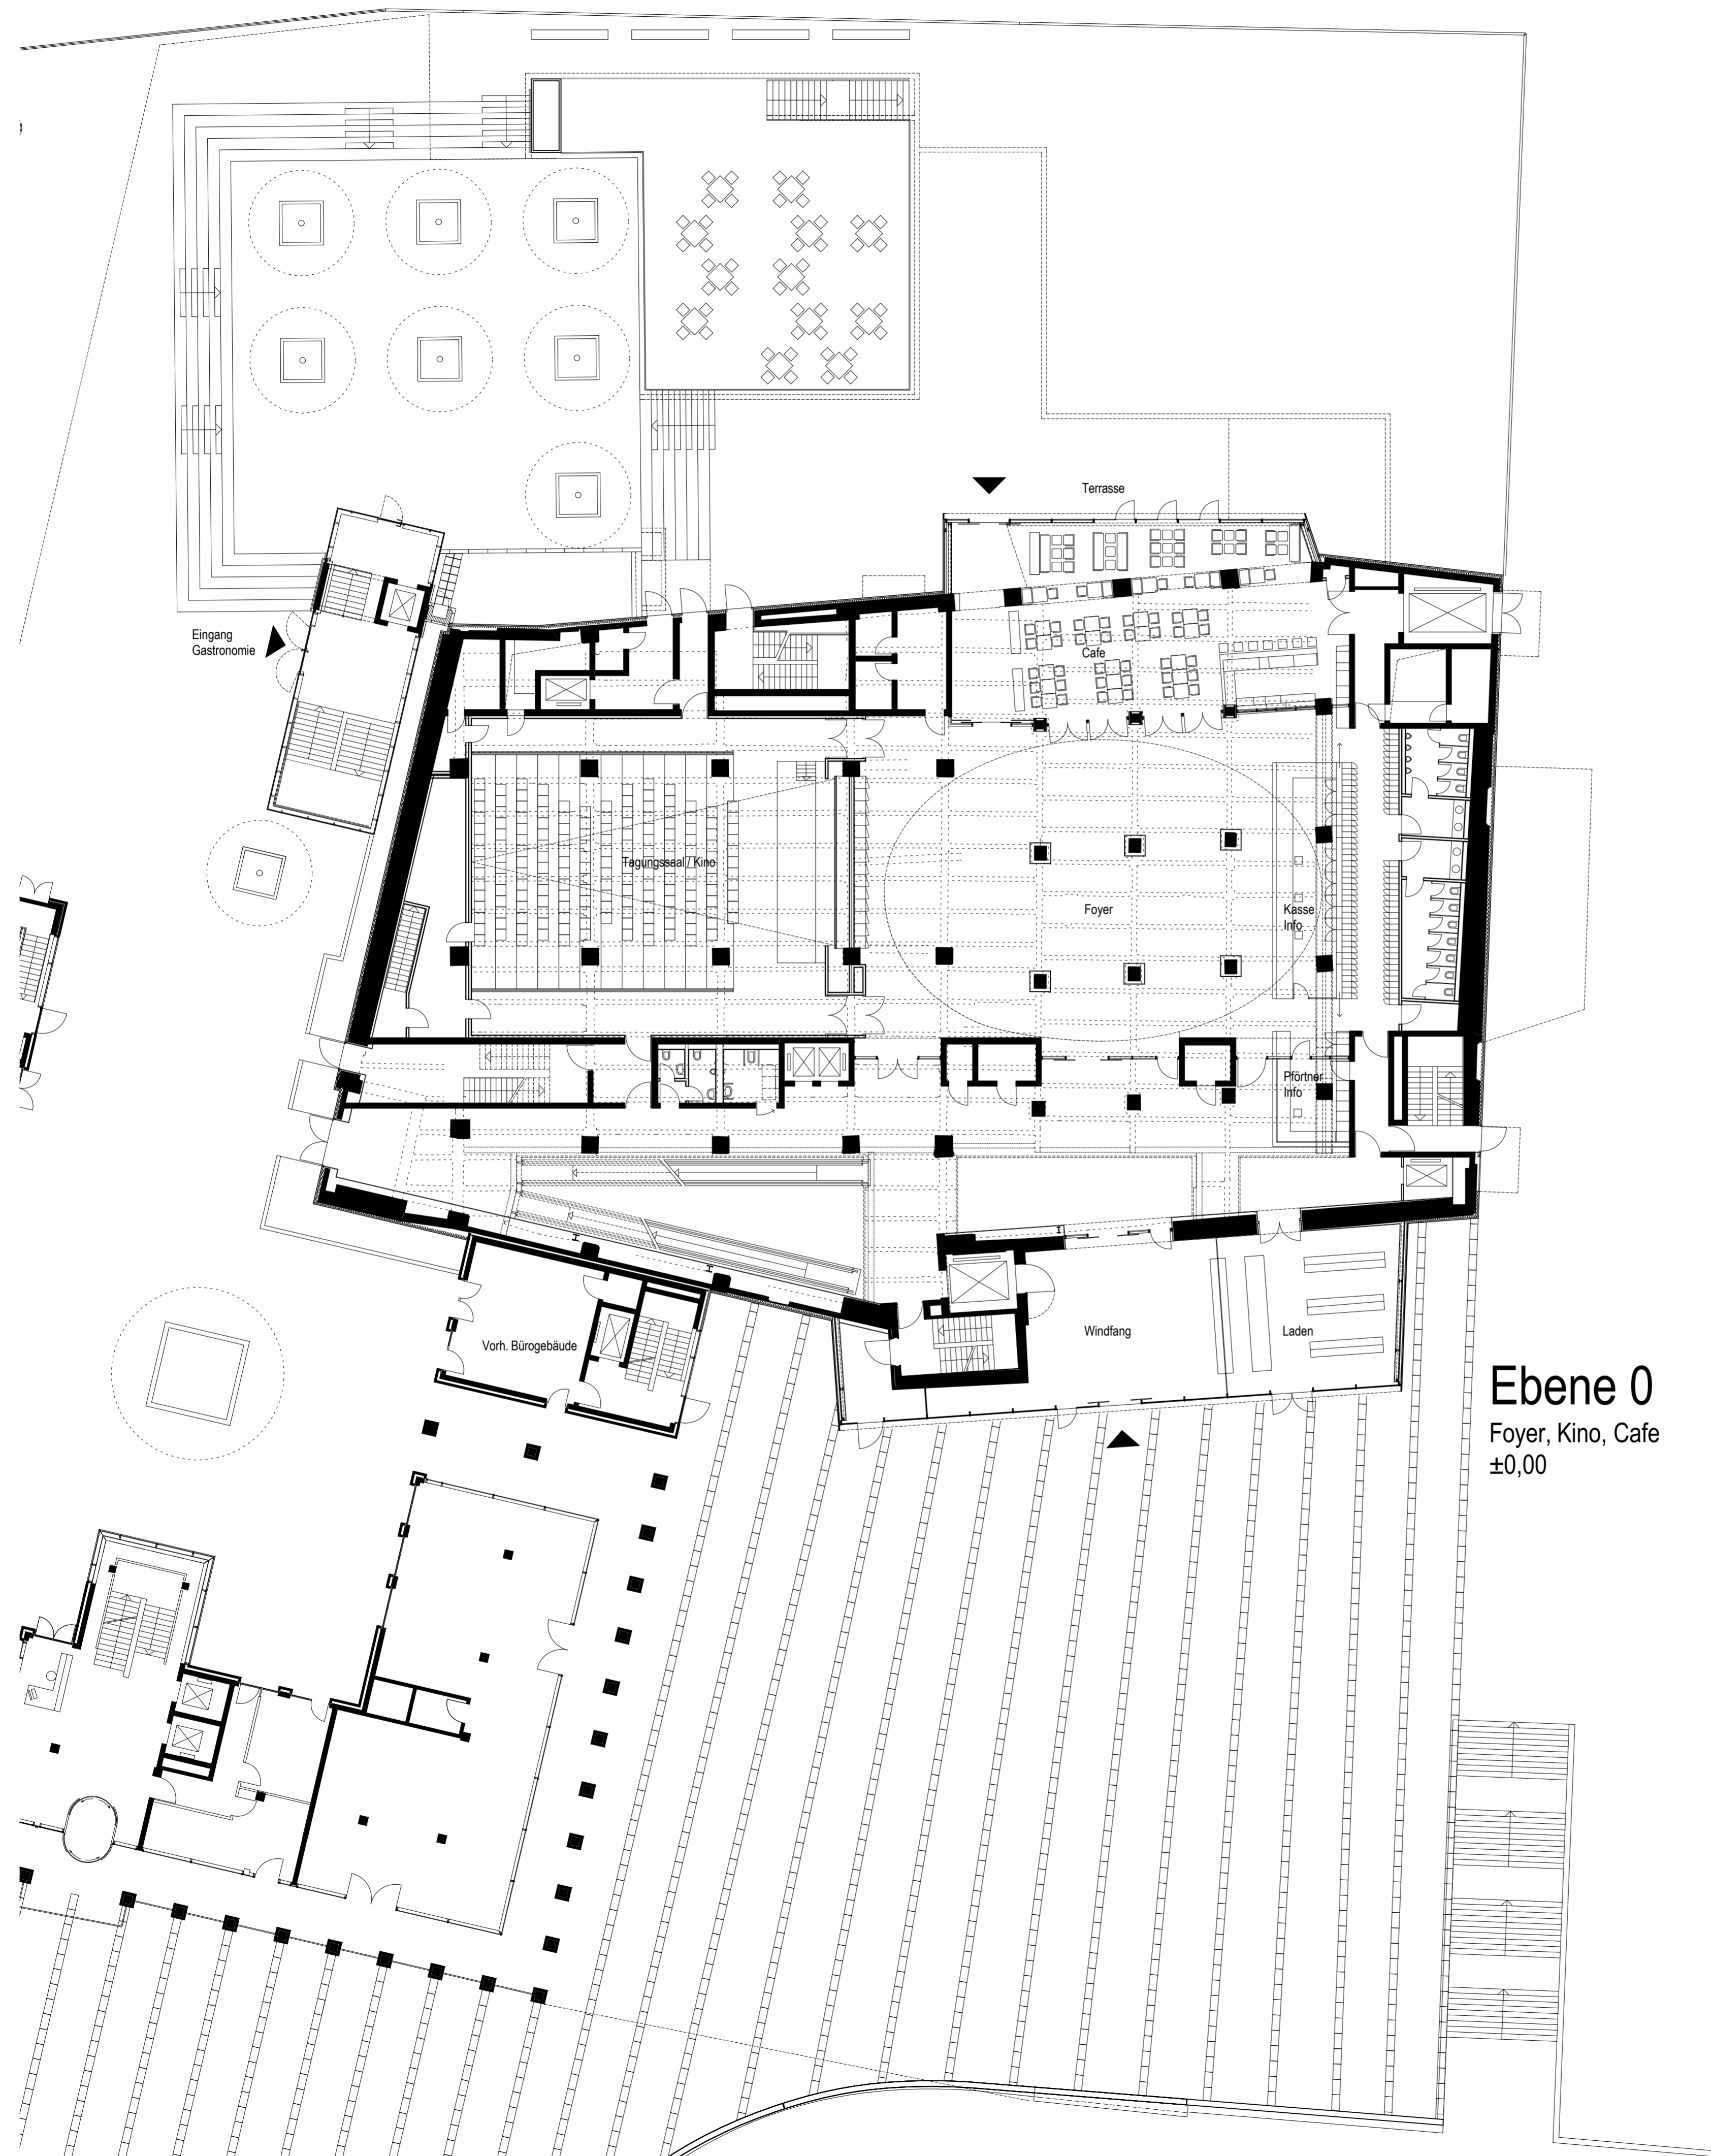 Terrasse
Eingang
Gastronomie
Cafe
Tagungssaal / Kino
Foyer
Kasse
Info
Pförtner
Info
Windfang
Laden
Vorh. Bürogebäude
Ebene 0
Foyer, Kino, Cafe
±0,00